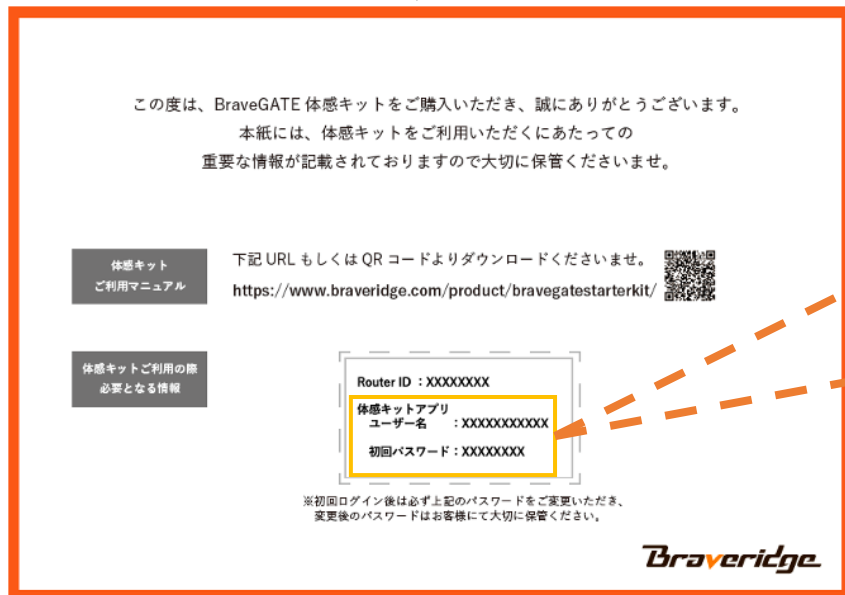 この度は、BraveGATE 体感キットをご購入いただき、誠にありがとうございます。
本紙には、体感キットをご利用いただくにあたっての
重要な情報が記載されておりますので大切に保管くださいませ。
体感キット
ご利用マニュアル
下記 URL もしくは QR コードよりダウンロードくださいませ。
https://www.braveridge.com/product/bravegatestarterkit/
体感キットご利用の際
必要となる情報
Router ID ：XXXXXXXX
体感キットアプリ
ユーザー名 ：XXXXXXXXXXX
初回パスワード：XXXXXXXX
※初回ログイン後は必ず上記のパスワードをご変更いただき、
変更後のパスワードはお客様にて大切に保管ください。
Braveridge